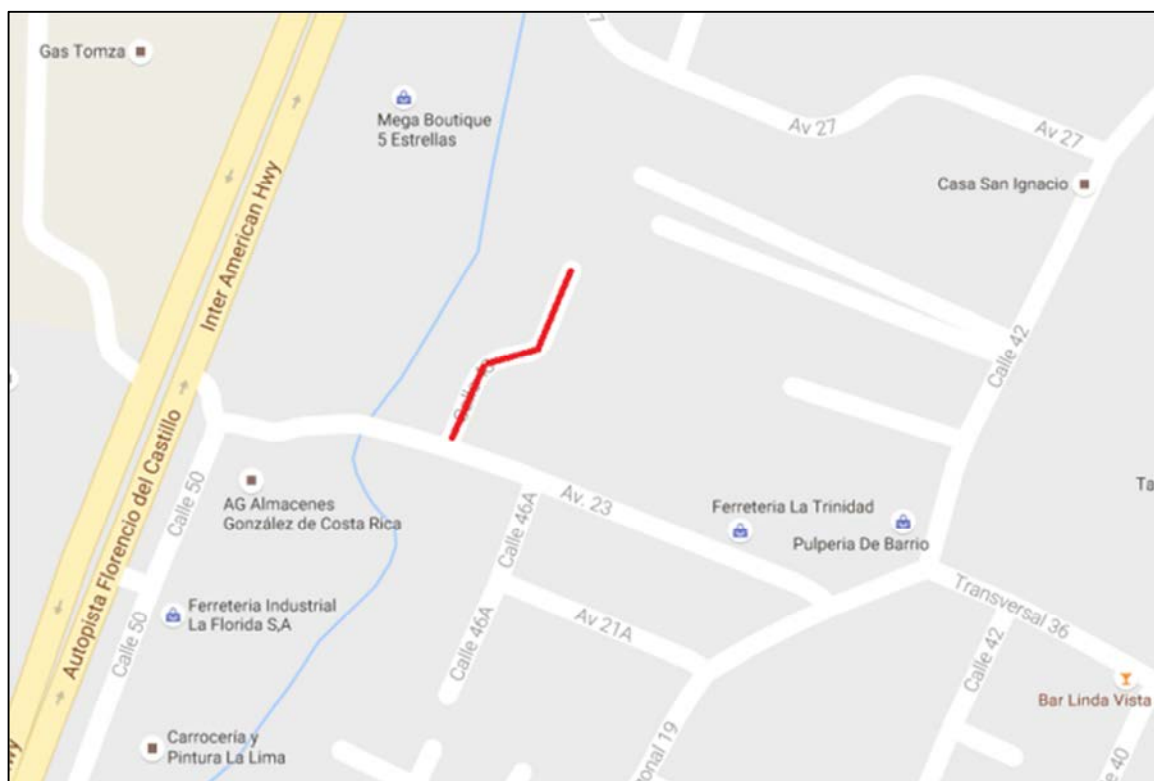 Gas Tomza
Mega Boutique
5 Estrellas
Av 27
Av 27
Casa San Ignacio
Inter American Hwy
Calle 42
Autopista Florencio del Castillo
Calle 50
AG Almacenes
González de Costa Rica
Calle 46A
Av. 23
Ferreteria La Trinidad
Pulperia De Barrio
Ferreteria Industrial
La Florida S,A
Calle 50
Calle 46A
Av 21A
Transversal 36
Calle 42
Bar Linda Vista
Carrocería y
Pintura La Lima